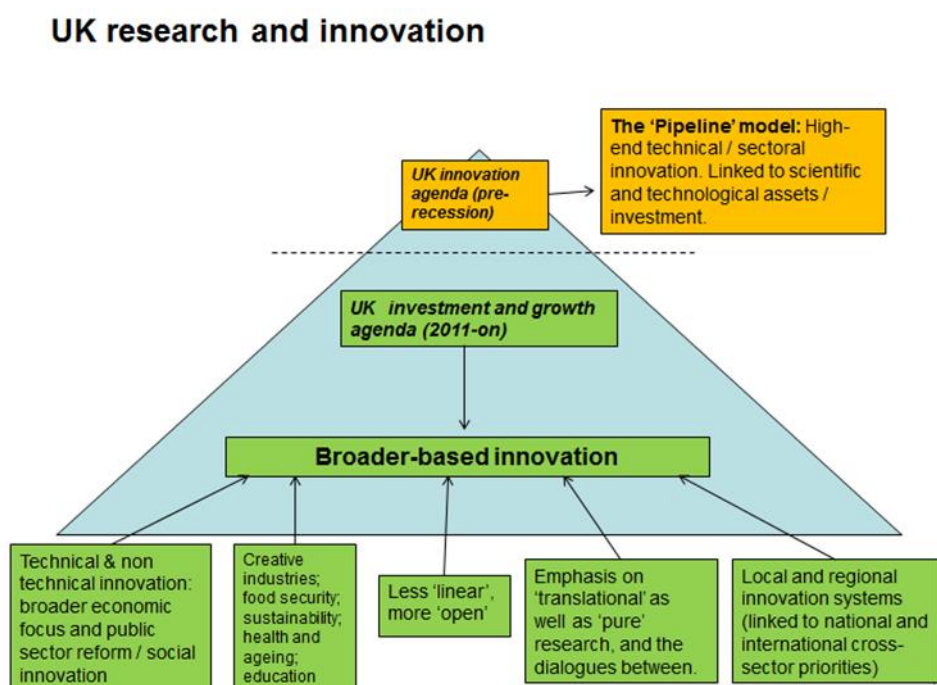 UK research and innovation
The 'Pipeline' model: High-
end technical / sectoral
innovation. Linked to scientific
and technological assets /
investment.
UK innovation
agenda (pre-
recession)
UK  investment and growth
agenda (2011-on)
Broader-based innovation
Technical & non
technical innovation:
broader economic
focus and public
sector reform / social
innovation
Creative
industries;
food security;
sustainability;
health and
ageing;
education
Less 'linear',
more 'open'
Emphasis on
'translational' as
well as 'pure'
research, and the
dialogues between.
Local and regional
innovation systems
(linked to national and
international cross-
sector priorities)